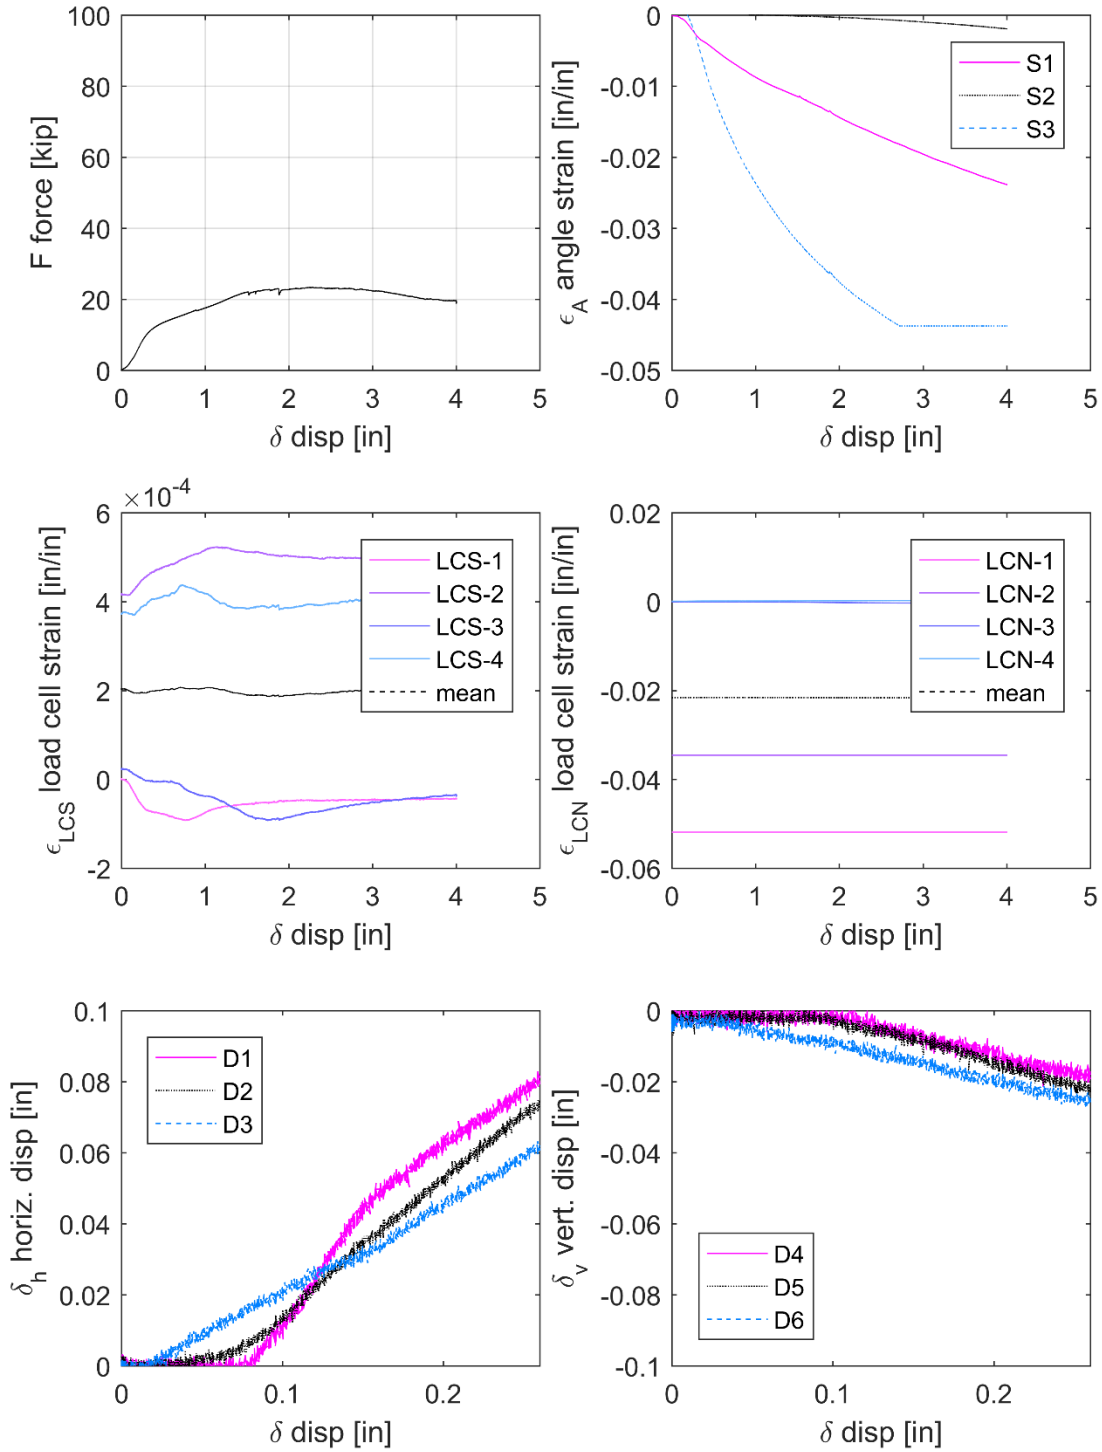 100
80
60
40
20
0
F force [kip]
0 1 2 3 4 5
δ disp [in]
0
-0.01
-0.02
-0.03
-0.04
-0.05
ϵ_A angle strain [in/in]
S1
S2
S3
0 1 2 3 4 5
δ disp [in]
×10^-4
6
4
2
0
-2
ϵ_LCS load cell strain [in/in]
LCS-1
LCS-2
LCS-3
LCS-4
mean
0 1 2 3 4 5
δ disp [in]
0.02
0
-0.02
-0.04
-0.06
ϵ_LCN load cell strain [in/in]
LCN-1
LCN-2
LCN-3
LCN-4
mean
0 1 2 3 4 5
δ disp [in]
0.1
0.08
0.06
0.04
0.02
0
δ_h horiz. disp [in]
D1
D2
D3
0 0.1 0.2
δ disp [in]
0
-0.02
-0.04
-0.06
-0.08
-0.1
δ_v vert. disp [in]
D4
D5
D6
0 0.1 0.2
δ disp [in]